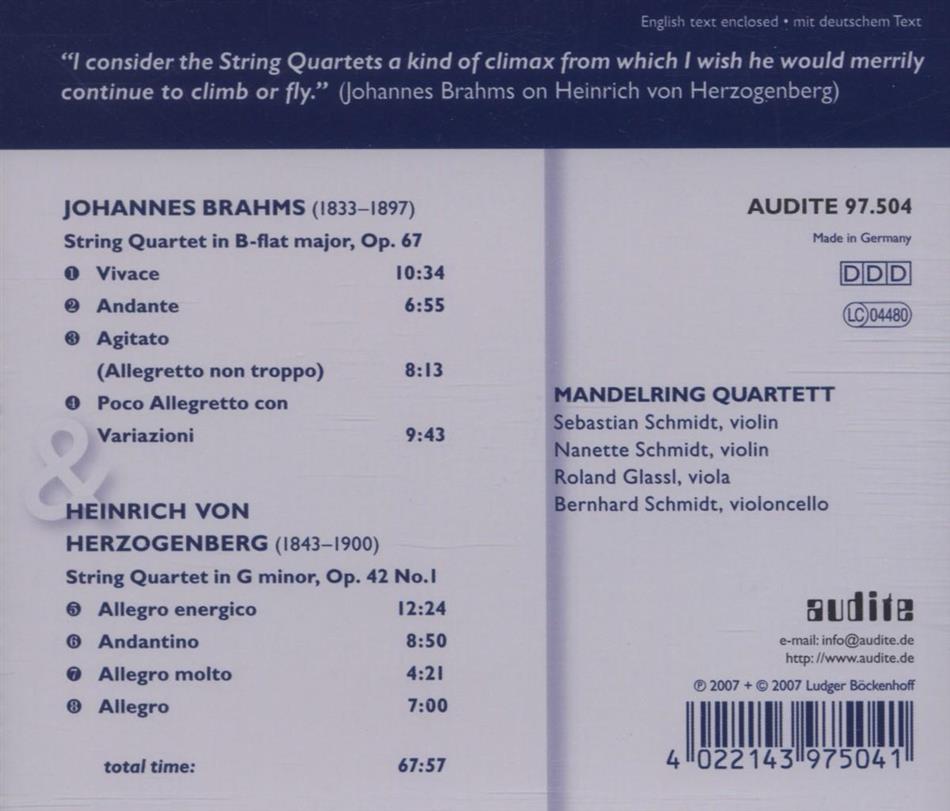 English text enclosed • mit deutschem Text
“I consider the String Quartets a kind of climax from which I wish he would merrily
continue to climb or fly.” (Johannes Brahms on Heinrich von Herzogenberg)
JOHANNES BRAHMS (1833–1897)
String Quartet in B-flat major, Op. 67
❶ Vivace 10:34
❷ Andante 6:55
❸ Agitato
(Allegretto non troppo) 8:13
❹ Poco Allegretto con
Variazioni 9:43
&
HEINRICH VON
HERZOGENBERG (1843–1900)
String Quartet in G minor, Op. 42 No.1
❺ Allegro energico 12:24
❻ Andantino 8:50
❼ Allegro molto 4:21
❽ Allegro 7:00
total time: 67:57
AUDITE 97.504
Made in Germany
DDD
LC 04480
MANDELRING QUARTETT
Sebastian Schmidt, violin
Nanette Schmidt, violin
Roland Glassl, viola
Bernhard Schmidt, violoncello
audite
e-mail: info@audite.de
http://www.audite.de
℗ 2007 + © 2007 Ludger Böckenhoff
4 022143 975041